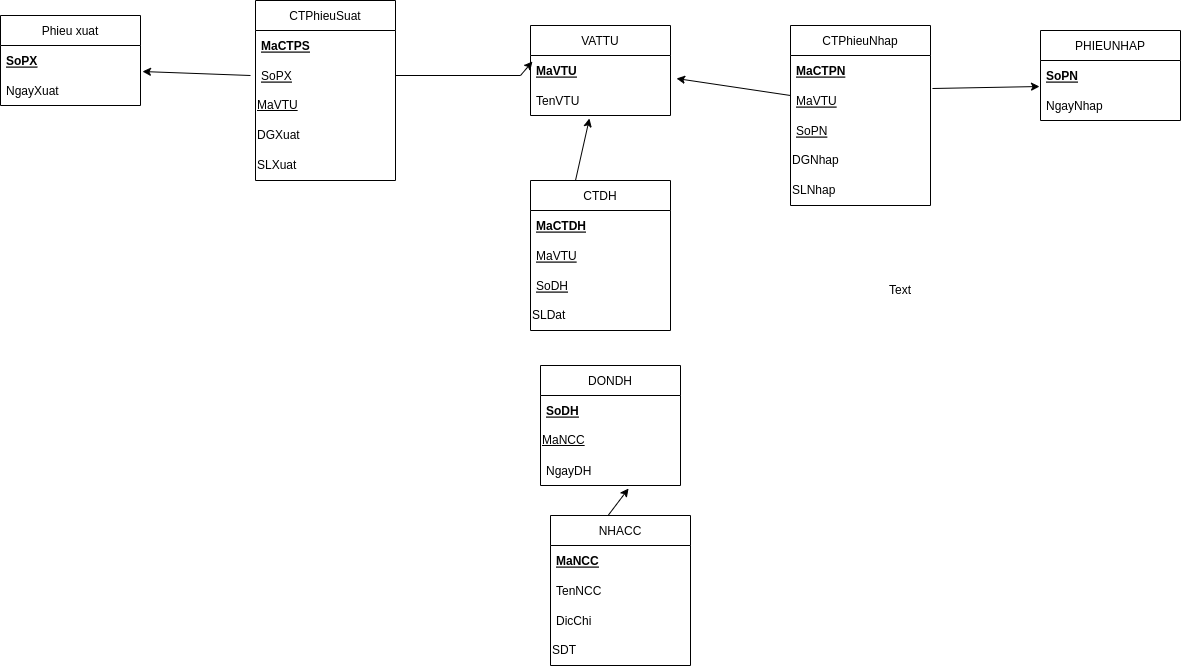 Phieu xuat
SoPX
NgayXuat
CTPhieuSuat
MaCTPS
SoPX
MaVTU
DGXuat
SLXuat
VATTU
MaVTU
TenVTU
CTPhieuNhap
MaCTPN
MaVTU
SoPN
DGNhap
SLNhap
PHIEUNHAP
SoPN
NgayNhap
CTDH
MaCTDH
MaVTU
SoDH
SLDat
Text
DONDH
SoDH
MaNCC
NgayDH
NHACC
MaNCC
TenNCC
DicChi
SDT